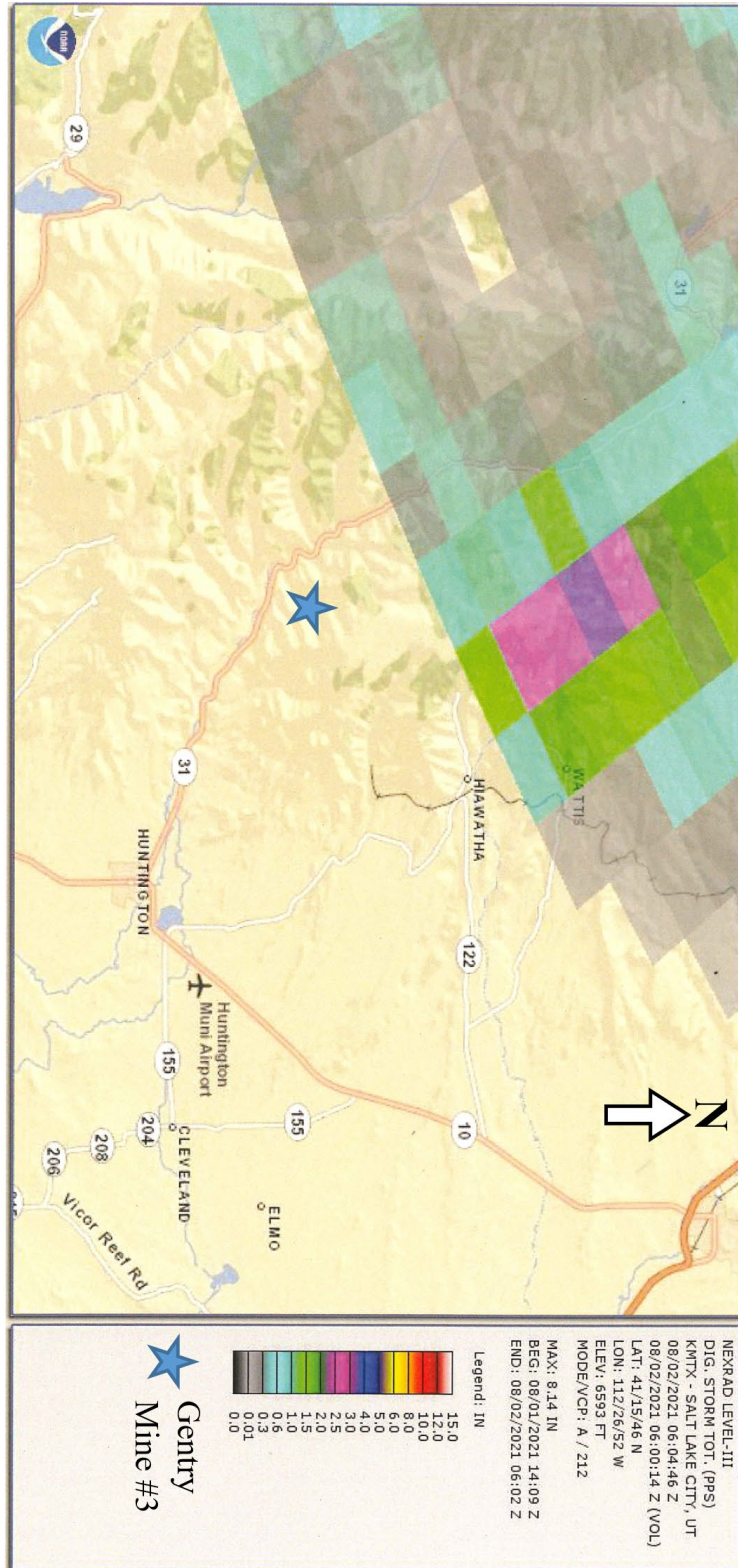 NOAA
29
31
WATTIS
HIAWATHA
122
31
HUNTINGTON
Huntington
Muni Airport
155
155
10
204
CLEVELAND
208
206
ELMO
Vicor Reef Rd
N
NEXRAD LEVEL-III
DIG. STORM TOT. (PPS)
KMTX - SALT LAKE CITY, UT
08/02/2021 06:04:46 Z
08/02/2021 06:00:14 Z (VOL)
LAT: 41/15/46 N
LON: 112/26/52 W
ELEV: 6593 FT
MODE/VCP: A / 212
MAX: 8.14 IN
BEG: 08/01/2021 14:09 Z
END: 08/02/2021 06:02 Z
Legend: IN
15.0
12.0
10.0
8.0
6.0
5.0
4.0
3.0
2.5
2.0
1.5
1.0
0.6
0.3
0.01
0.0
Gentry
Mine #3